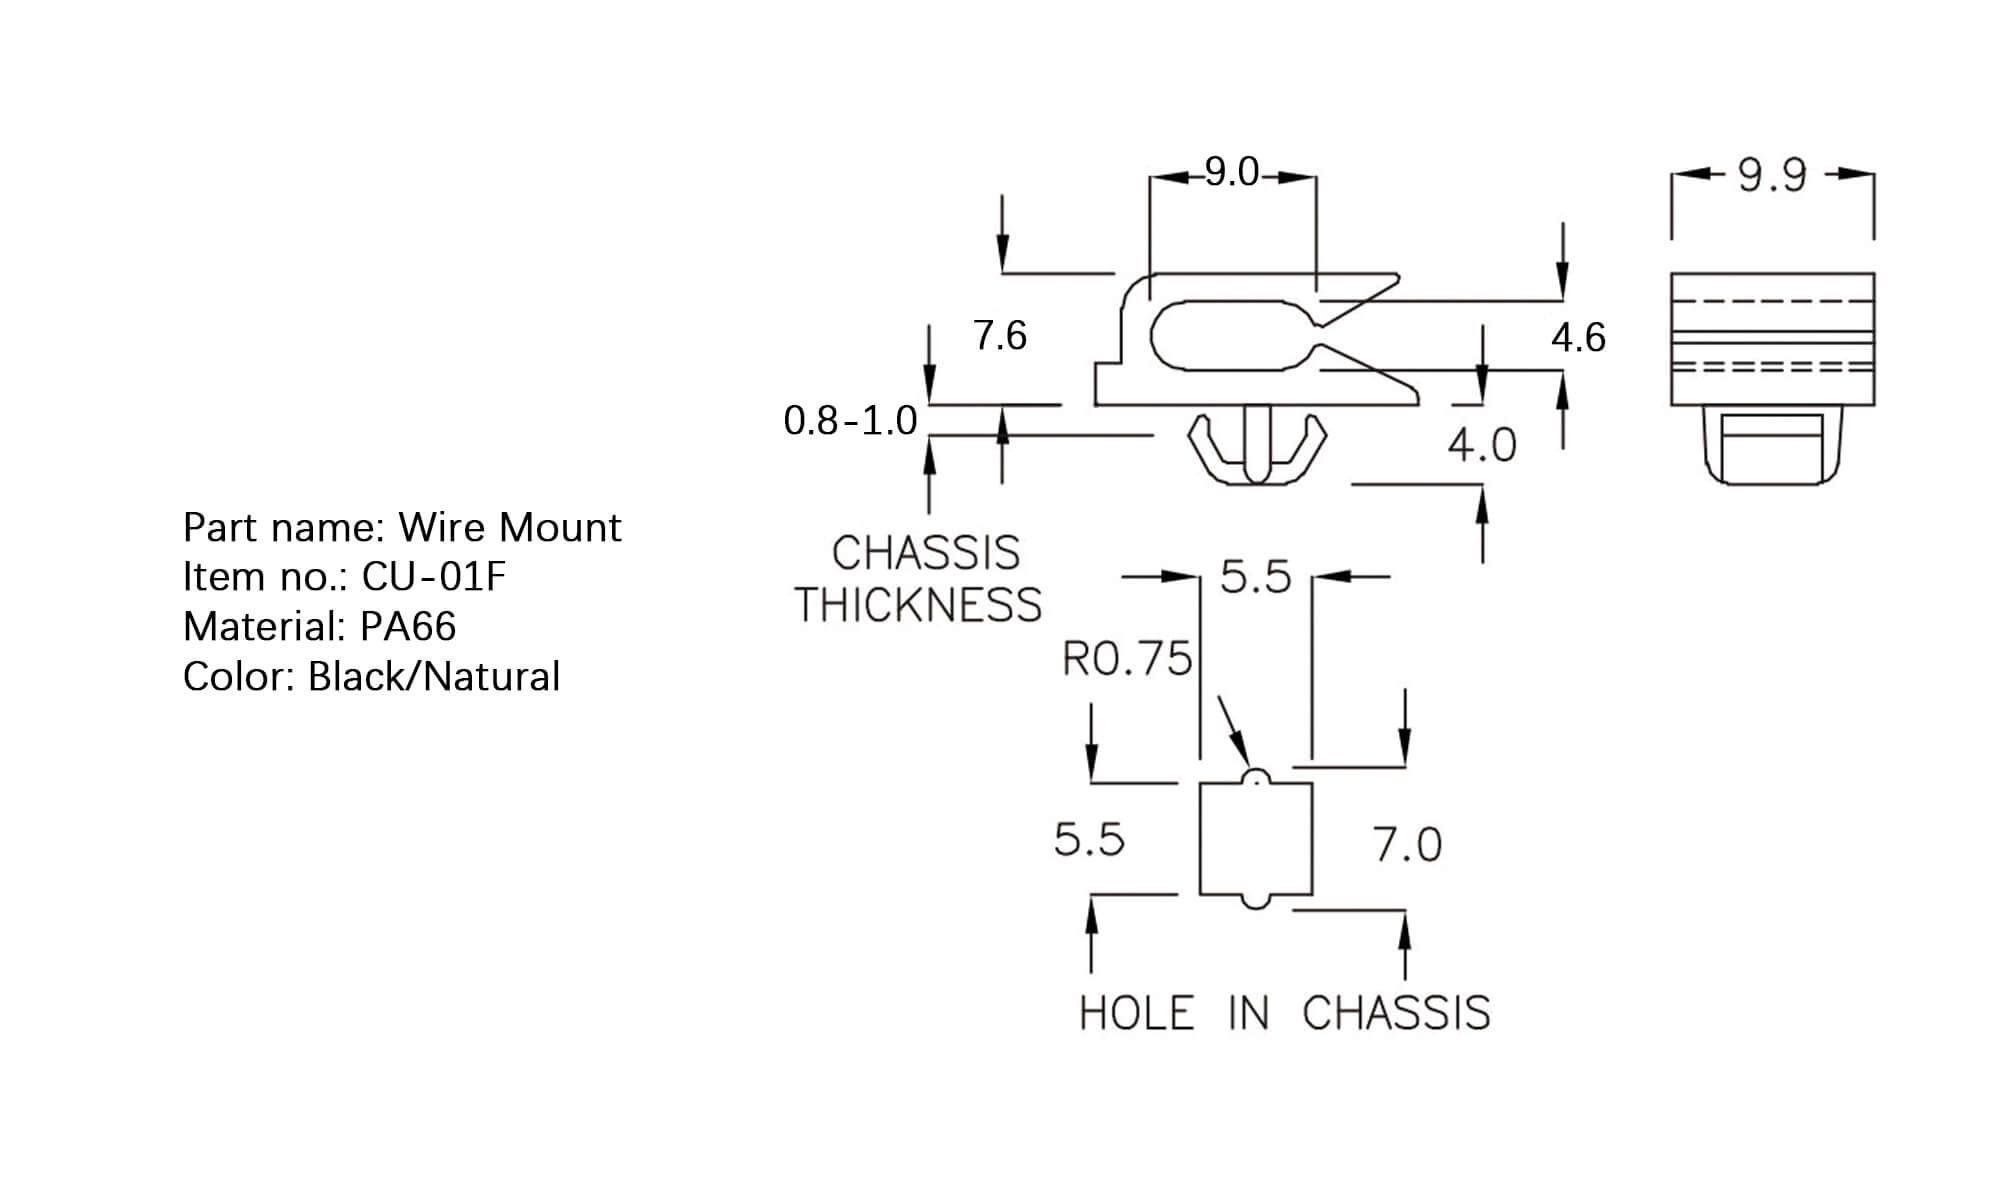 9.0
9.9
7.6
4.6
0.8-1.0
4.0
Part name: Wire Mount
Item no.: CU-01F
Material: PA66
Color: Black/Natural
CHASSIS
THICKNESS
5.5
R0.75
5.5
7.0
HOLE IN CHASSIS